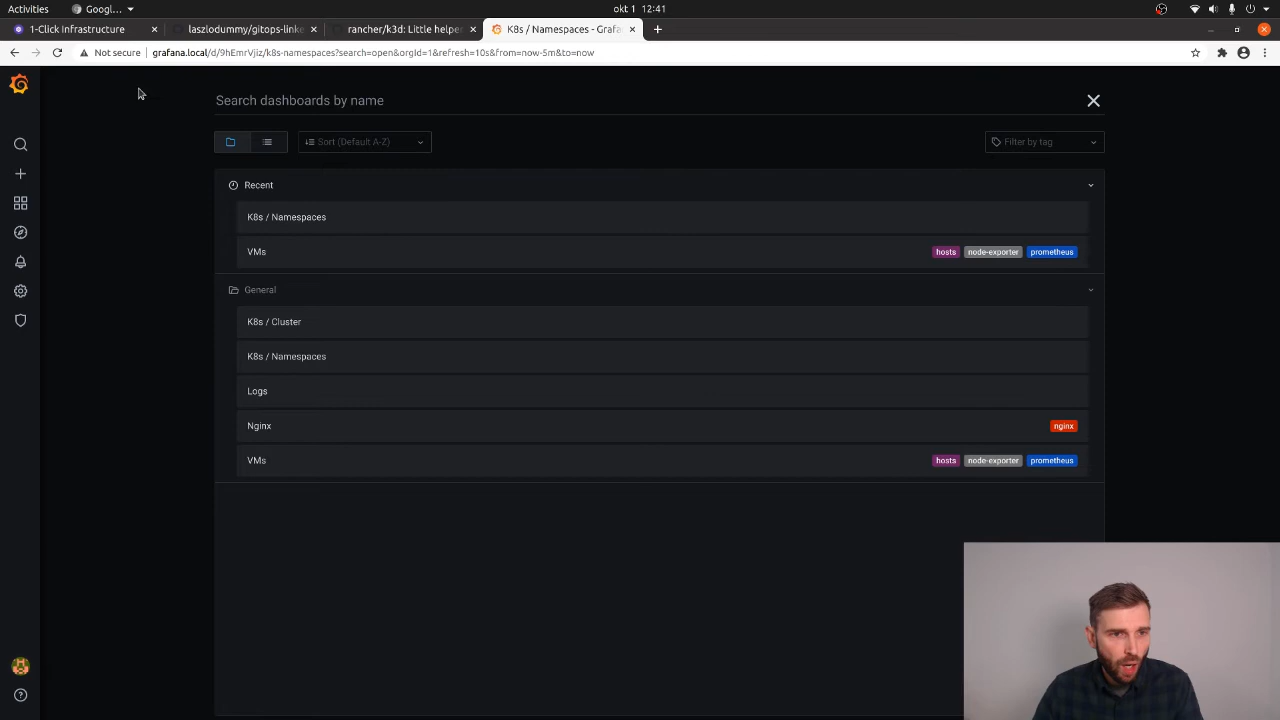 Activities
Googl...
okt 1 12:41
1-Click Infrastructure
laszlodummy/gitops-linke
rancher/k3d: Little helper
K8s / Namespaces - Grafa
Not secure
grafana.local/d/9hEmrVjiz/k8s-namespaces?search=open&orgId=1&refresh=10s&from=now-5m&to=now
Search dashboards by name
Sort (Default A-Z)
Filter by tag
Recent
K8s / Namespaces
VMs
hosts
node-exporter
prometheus
General
K8s / Cluster
K8s / Namespaces
Logs
Nginx
nginx
VMs
hosts
node-exporter
prometheus